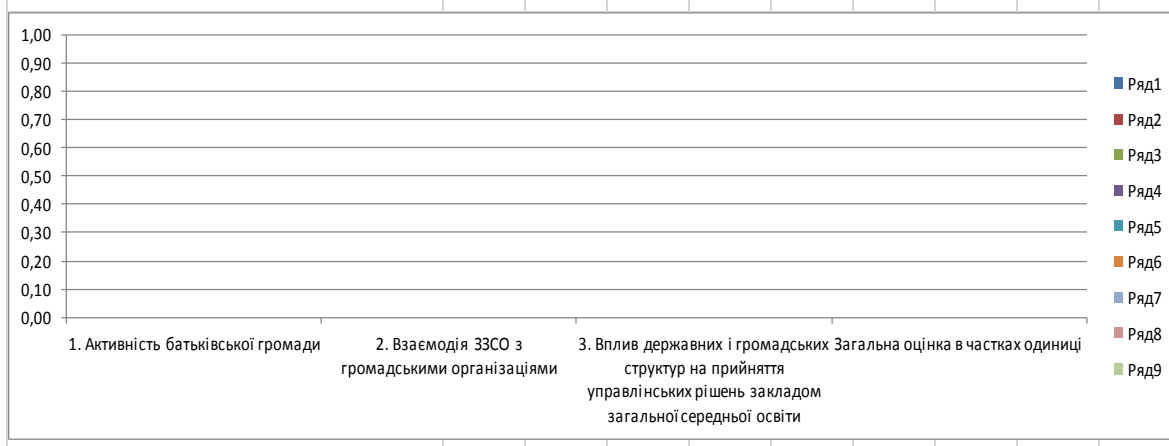 1,00
0,90
0,80
0,70
0,60
0,50
0,40
0,30
0,20
0,10
0,00
1. Активність батьківської громади
2. Взаємодія ЗЗСО з
громадськими організаціями
3. Вплив державних і громадських
структур на прийняття
управлінських рішень закладом
загальної середньої освіти
Загальна оцінка в частках одиниці
Ряд1
Ряд2
Ряд3
Ряд4
Ряд5
Ряд6
Ряд7
Ряд8
Ряд9